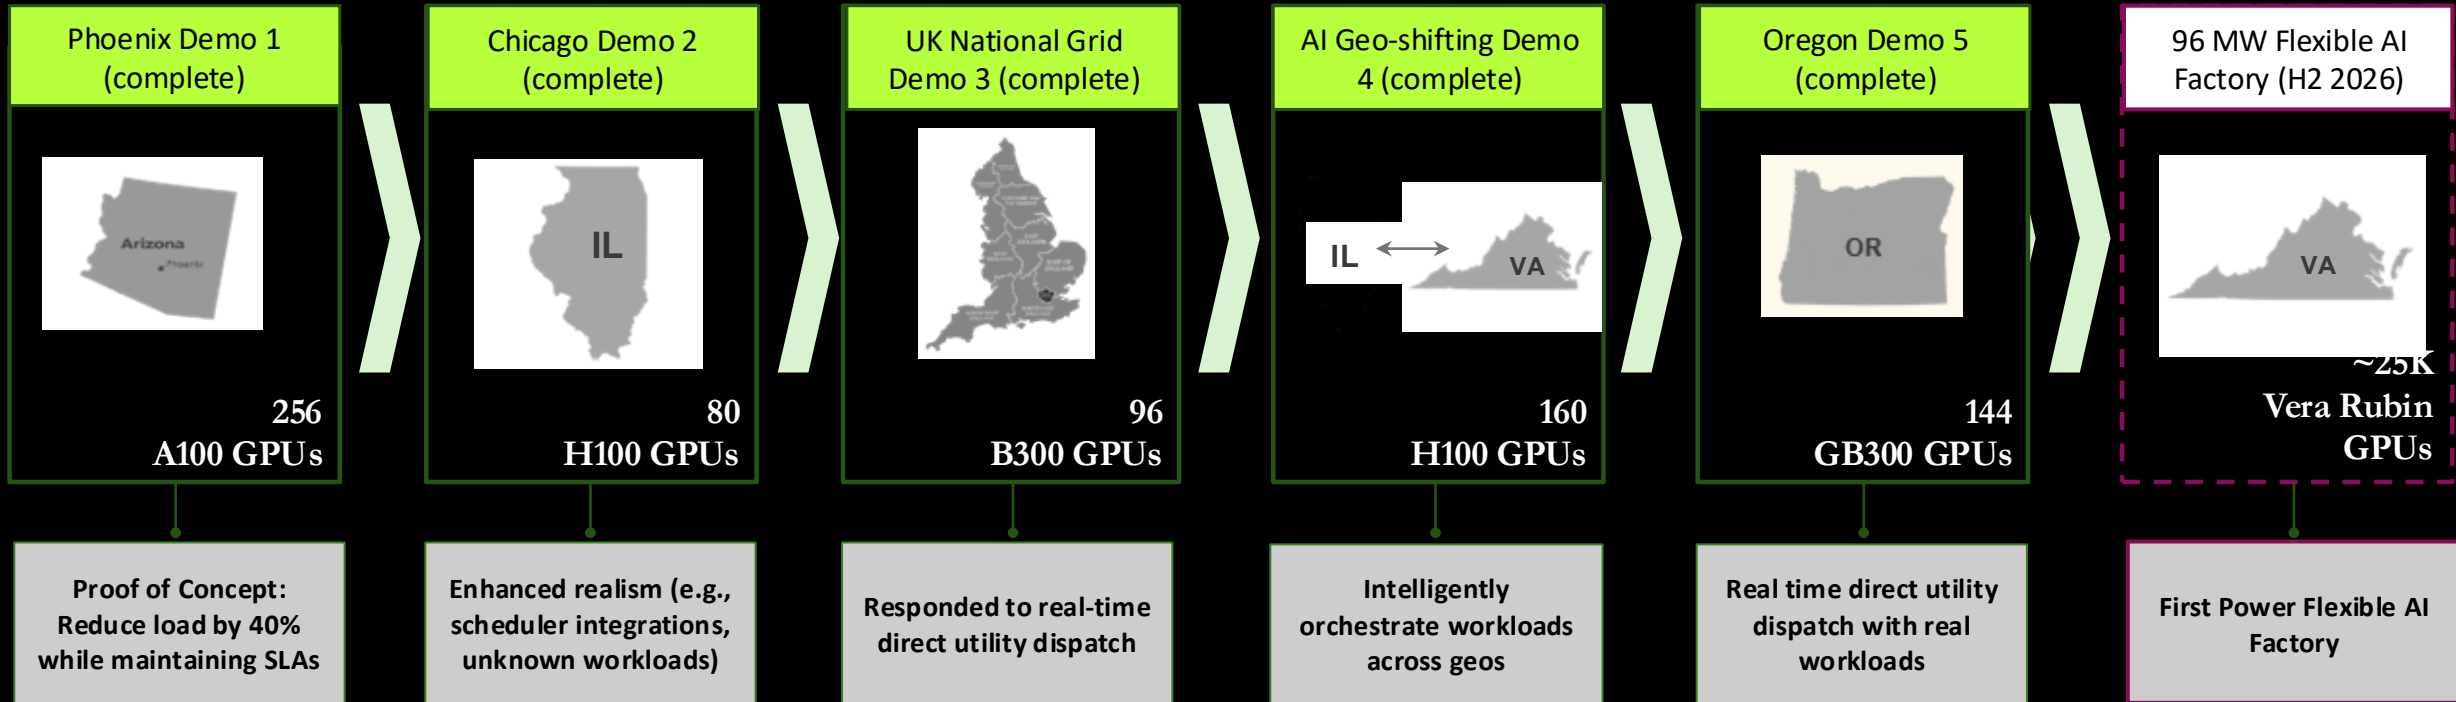 Phoenix Demo 1
(complete)
Arizona
Phoenix
256
A100 GPUs
Proof of Concept:
Reduce load by 40%
while maintaining SLAs
Chicago Demo 2
(complete)
IL
80
H100 GPUs
Enhanced realism (e.g.,
scheduler integrations,
unknown workloads)
UK National Grid
Demo 3 (complete)
96
B300 GPUs
Responded to real-time
direct utility dispatch
AI Geo-shifting Demo
4 (complete)
IL
VA
160
H100 GPUs
Intelligently
orchestrate workloads
across geos
Oregon Demo 5
(complete)
OR
144
GB300 GPUs
Real time direct utility
dispatch with real
workloads
96 MW Flexible AI
Factory (H2 2026)
VA
~25K
Vera Rubin
GPUs
First Power Flexible AI
Factory